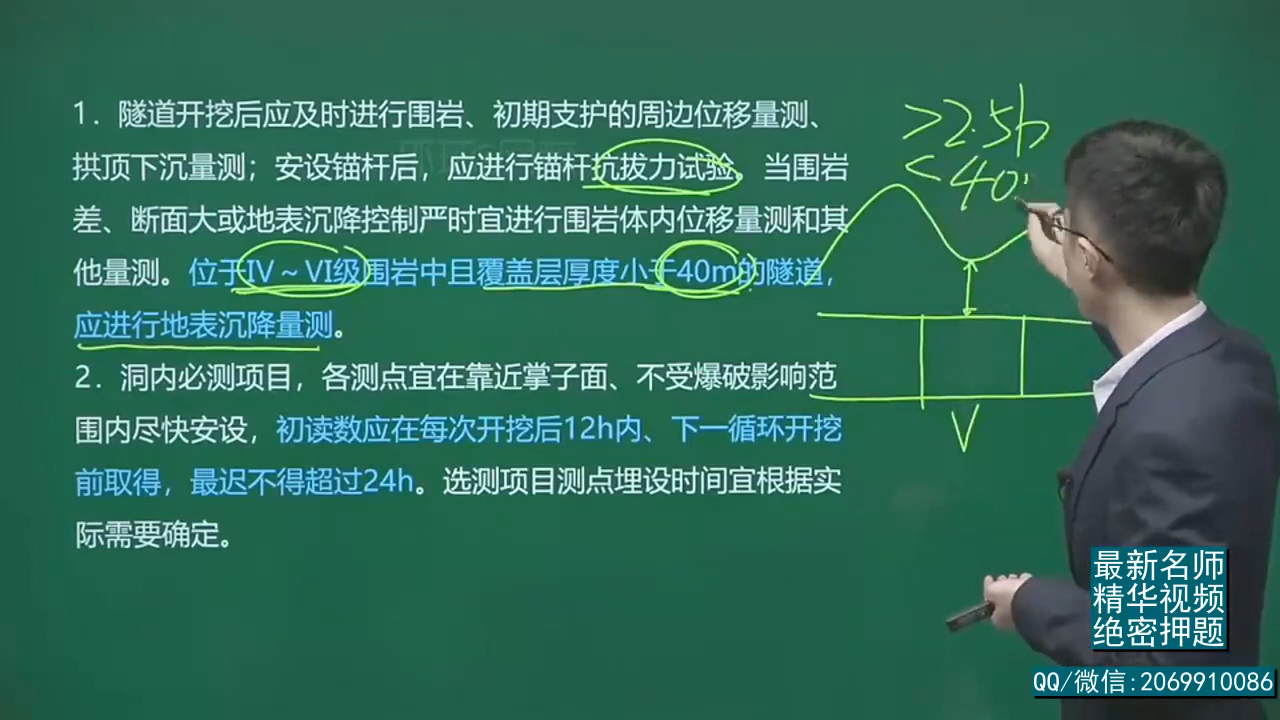 1．隧道开挖后应及时进行围岩、初期支护的周边位移量测、
拱顶下沉量测；安设锚杆后，应进行锚杆抗拔力试验。当围岩
差、断面大或地表沉降控制严时宜进行围岩体内位移量测和其
他量测。位于IV～VI级围岩中且覆盖层厚度小于40m的隧道，
应进行地表沉降量测。
2．洞内必测项目，各测点宜在靠近掌子面、不受爆破影响范
围内尽快安设，初读数应在每次开挖后12h内、下一循环开挖
前取得，最迟不得超过24h。选测项目测点埋设时间宜根据实
际需要确定。
>2.5b
<40
V
最新名师
精华视频
绝密押题
QQ/微信:2069910086